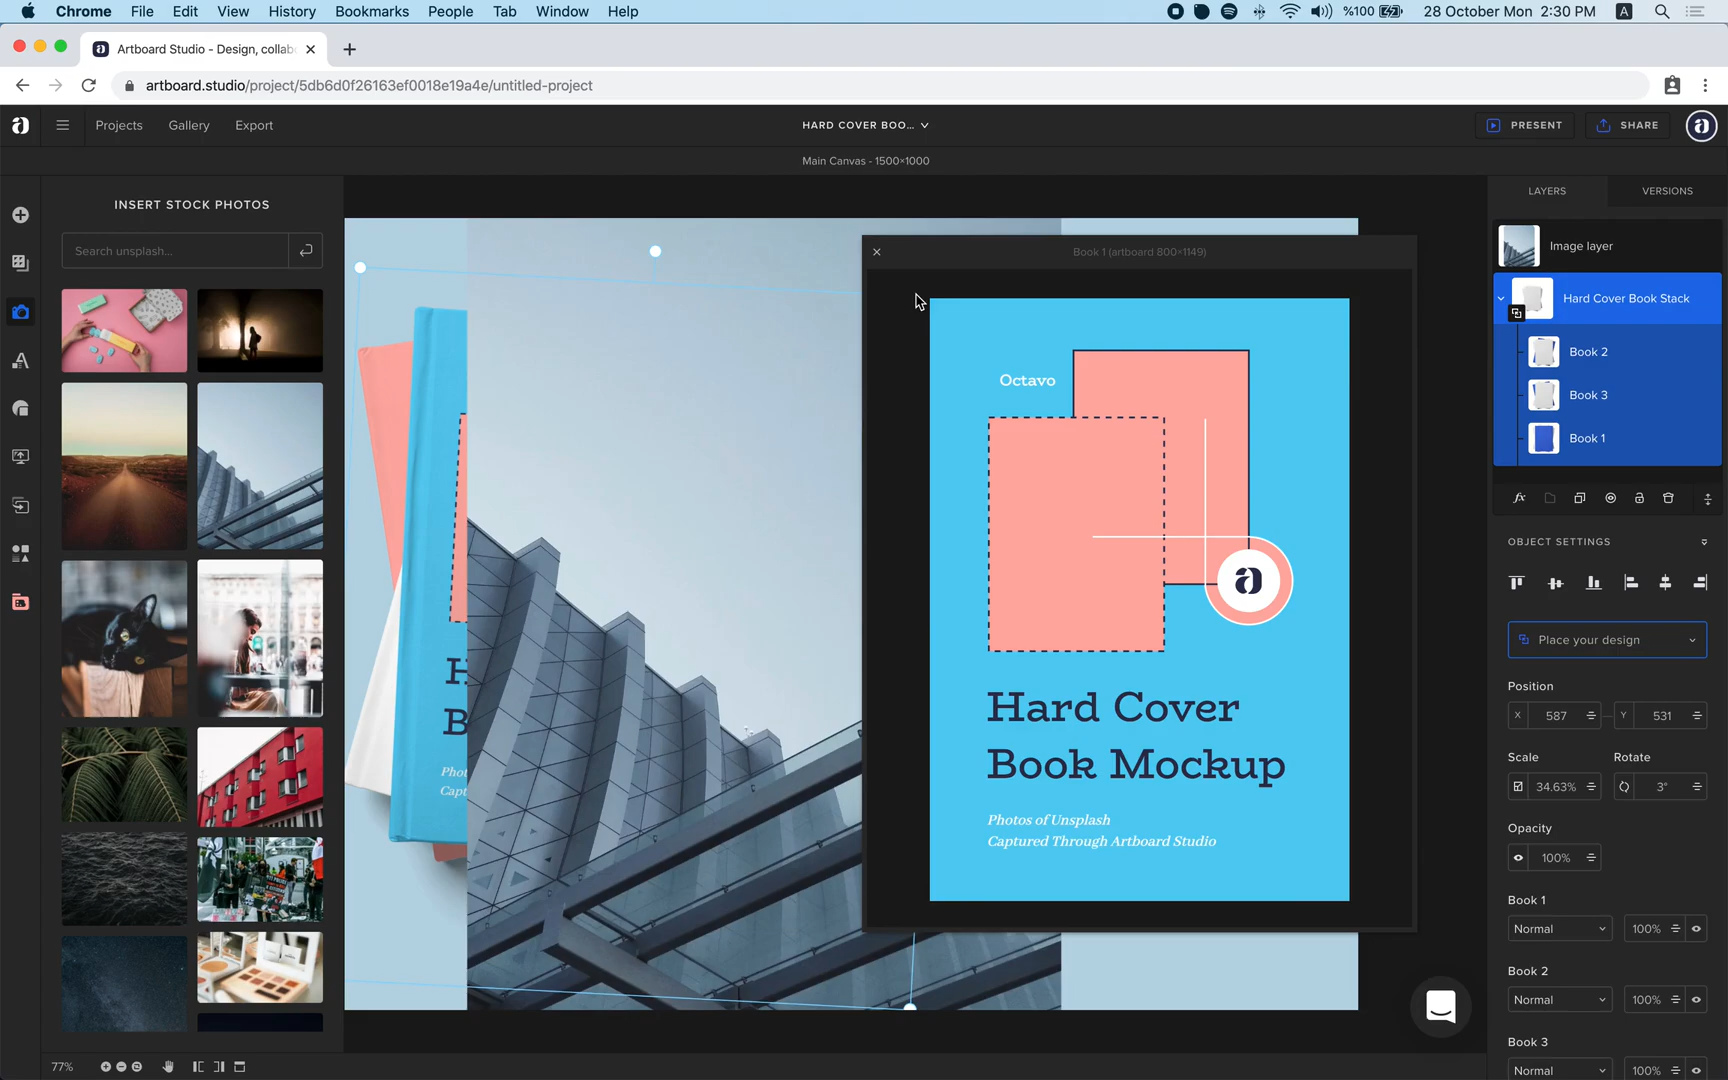 Chrome File Edit View History Bookmarks People Tab Window Help %100 28 October Mon 2:30 PM A
Artboard Studio - Design, collab
artboard.studio/project/5db6d0f26163ef0018e19a4e/untitled-project
a Projects Gallery Export HARD COVER BOO... PRESENT SHARE a
Main Canvas - 1500×1000
INSERT STOCK PHOTOS
Search unsplash...
Book 1 (artboard 800×1149)
Octavo
a
Hard Cover
Book Mockup
Photos of Unsplash
Captured Through Artboard Studio
H
B
Phot
Capt
LAYERS VERSIONS
Image layer
Hard Cover Book Stack
Book 2
Book 3
Book 1
fx
OBJECT SETTINGS
Place your design
Position
X 587 Y 531
Scale Rotate
34.63% 3°
Opacity
100%
Book 1
Normal 100%
Book 2
Normal 100%
Book 3
Normal 100%
77%